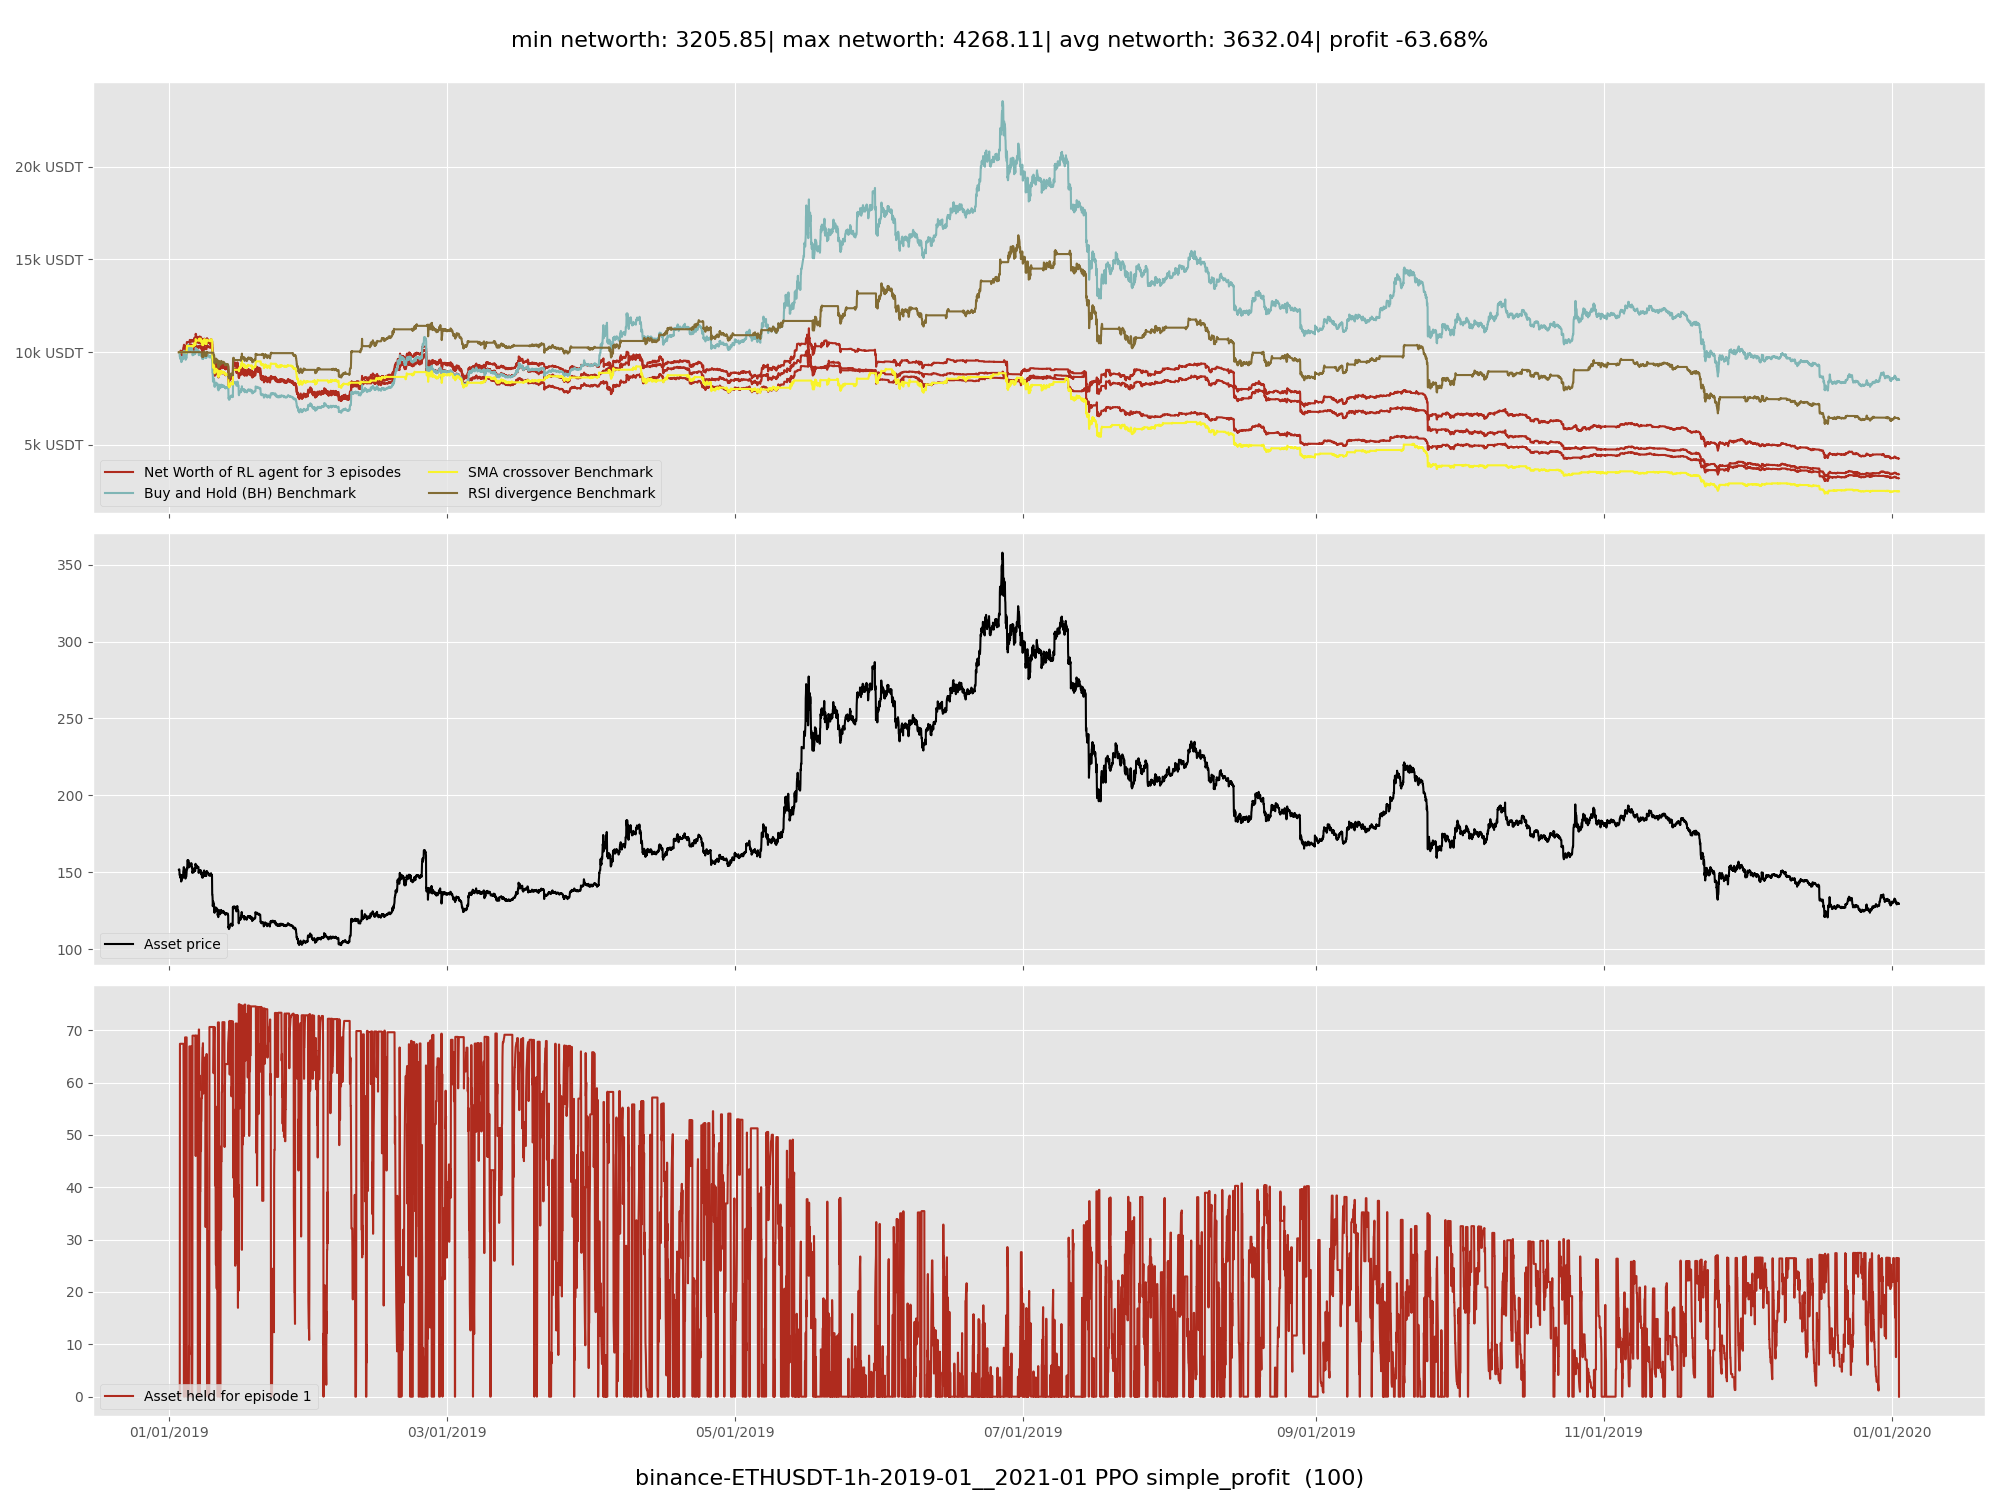 min networth: 3205.85| max networth: 4268.11| avg networth: 3632.04| profit -63.68%
20k USDT
15k USDT
10k USDT
5k USDT
Net Worth of RL agent for 3 episodes
Buy and Hold (BH) Benchmark
SMA crossover Benchmark
RSI divergence Benchmark
350
300
250
200
150
100
Asset price
70
60
50
40
30
20
10
0
Asset held for episode 1
01/01/2019 03/01/2019 05/01/2019 07/01/2019 09/01/2019 11/01/2019 01/01/2020
binance-ETHUSDT-1h-2019-01__2021-01 PPO simple_profit (100)